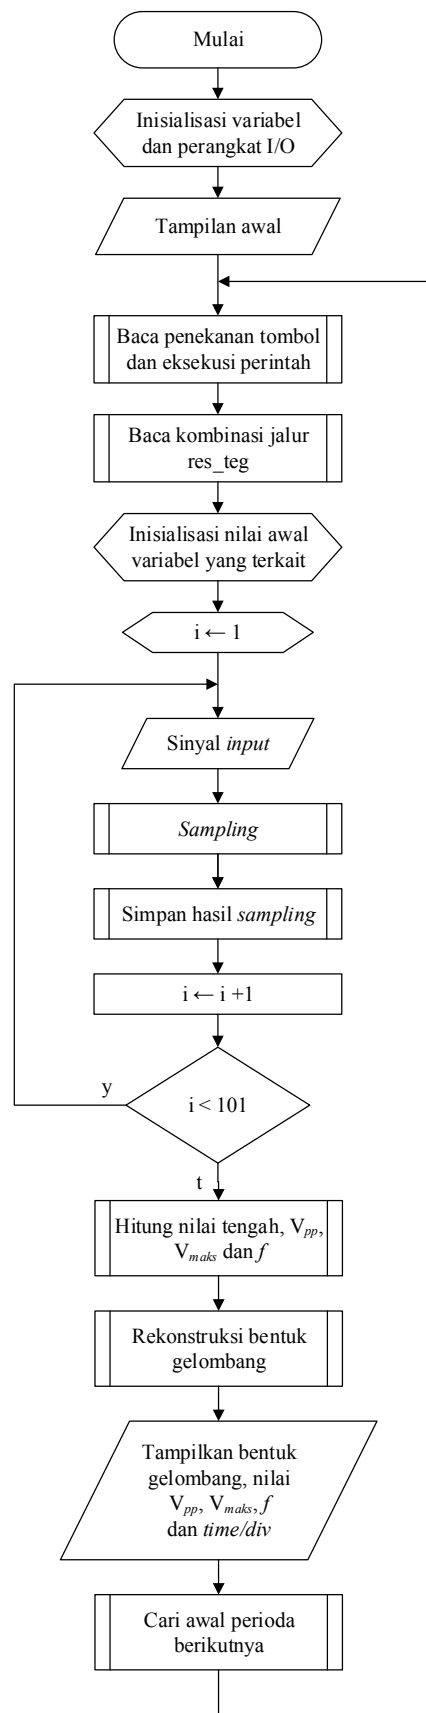 Mulai
Inisialisasi variabel
dan perangkat I/O
Tampilan awal
Baca penekanan tombol
dan eksekusi perintah
Baca kombinasi jalur
res_teg
Inisialisasi nilai awal
variabel yang terkait
i ← 1
Sinyal input
Sampling
Simpan hasil sampling
i ← i +1
y
i < 101
t
Hitung nilai tengah, Vpp,
Vmaks dan f
Rekonstruksi bentuk
gelombang
Tampilkan bentuk
gelombang, nilai
Vpp, Vmaks, f
dan time/div
Cari awal perioda
berikutnya